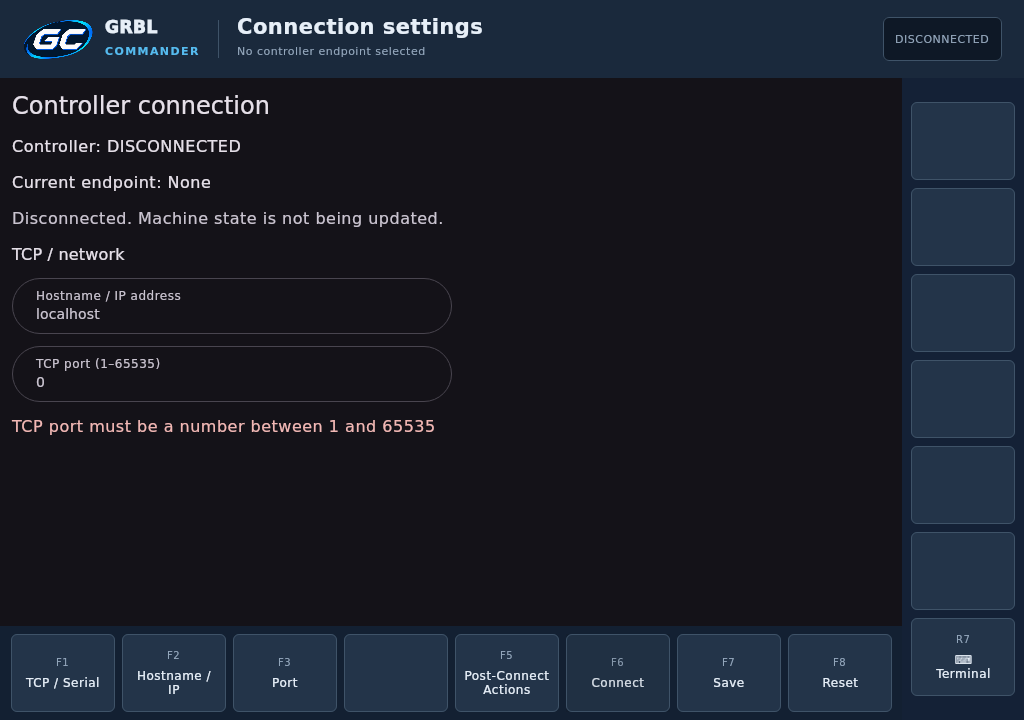 GC
GRBL
COMMANDER
Connection settings
No controller endpoint selected
DISCONNECTED
Controller connection
Controller: DISCONNECTED
Current endpoint: None
Disconnected. Machine state is not being updated.
TCP / network
Hostname / IP address
localhost
TCP port (1–65535)
0
TCP port must be a number between 1 and 65535
R7
Terminal
F1
TCP / Serial
F2
Hostname /
IP
F3
Port
F5
Post-Connect
Actions
F6
Connect
F7
Save
F8
Reset